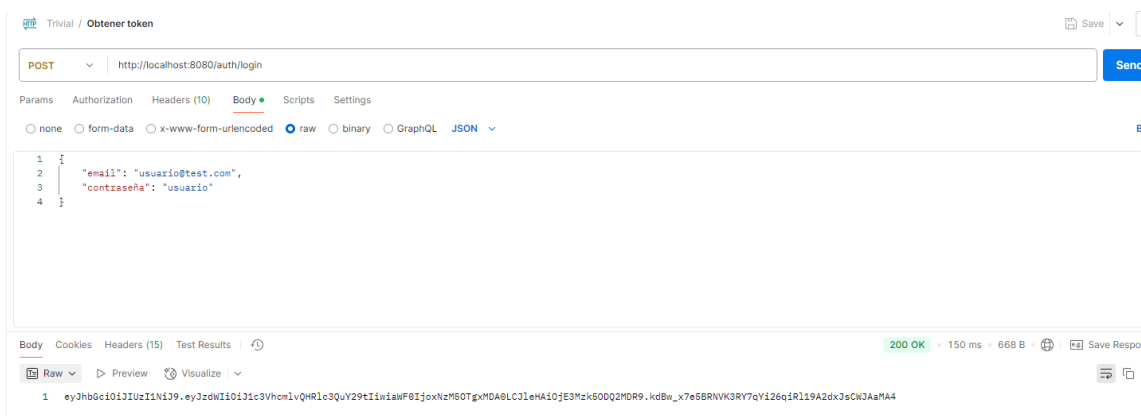 HTTP Trivial / Obtener token Save
POST http://localhost:8080/auth/login Send
Params Authorization Headers (10) Body Scripts Settings
none form-data x-www-form-urlencoded raw binary GraphQL JSON
1 {
2 "email": "usuario@test.com",
3 "contraseña": "usuario"
4 }
Body Cookies Headers (15) Test Results 200 OK 150 ms 668 B Save Respo
Raw Preview Visualize
1 eyJhbGciOiJIUzI1NiJ9.eyJzdWIiOiJ1c3VhcmlvQHRlc3QuY29tIiwiaWF0IjoxNzM5OTgxMDA0LCJleHAiOjE3Mzk5ODQ2MDR9.kdBw_x7e5BRNVK3RY7qYi26qiRl19A2dxJsCWJAaMA4